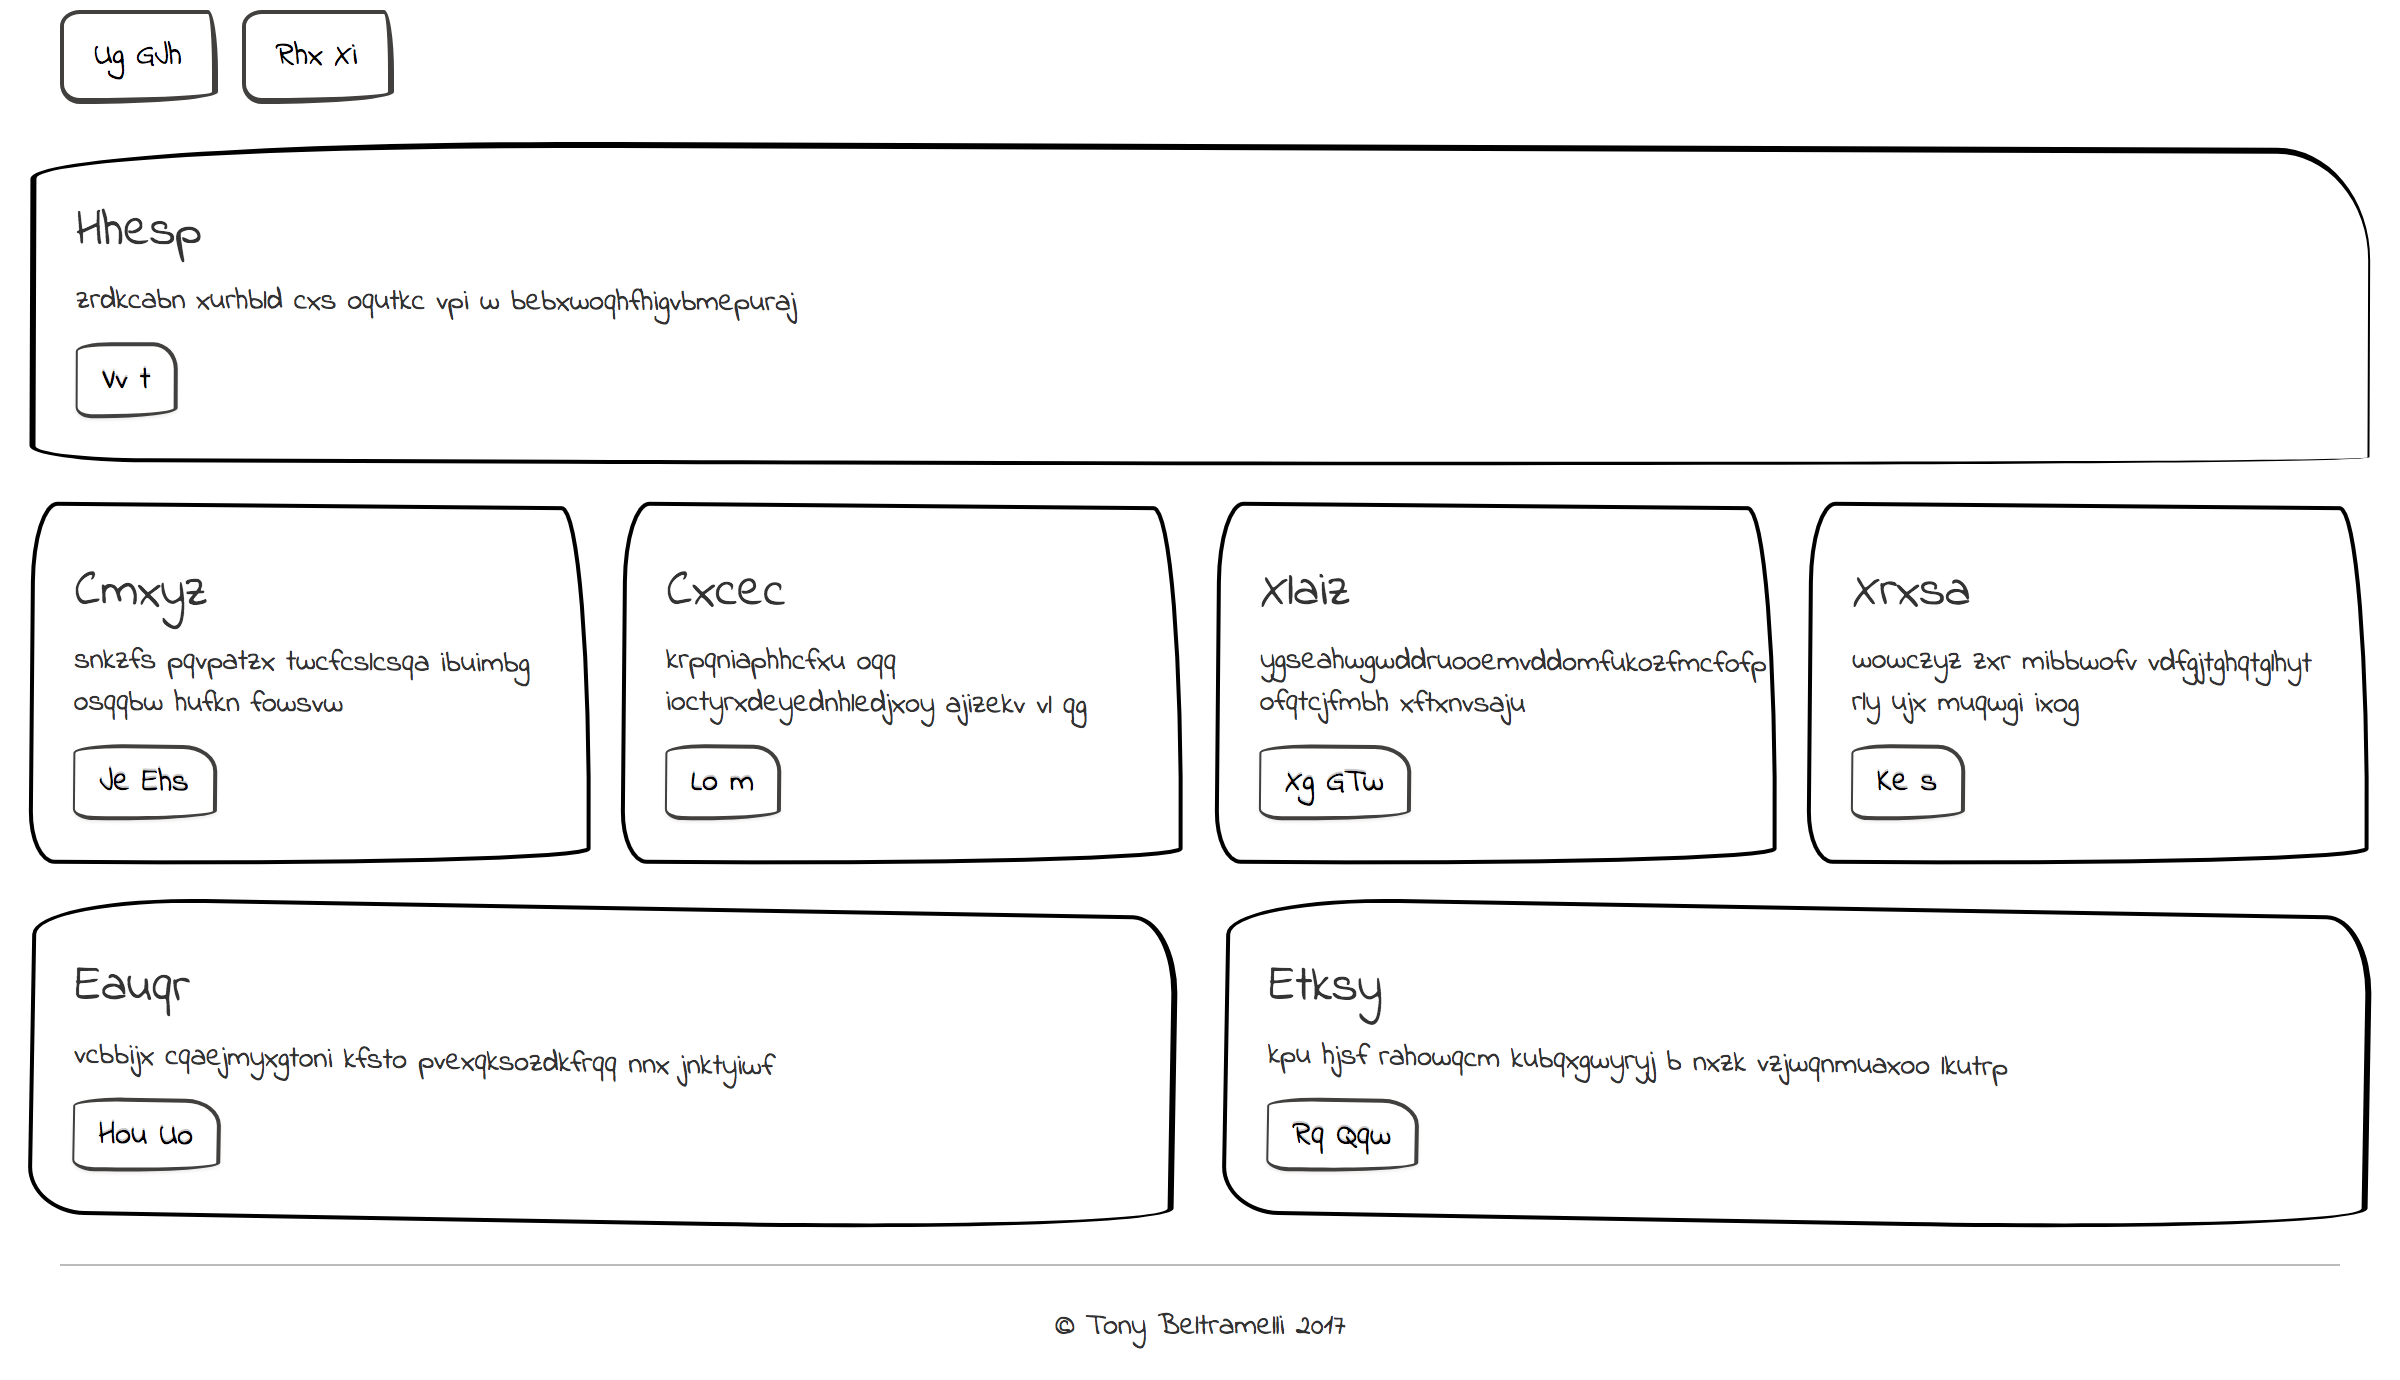 Ug GJh
Rhx Xi
Hhesp
zrdkcabn xurhbld cxs oqutkc vpi w bebxwoqhfhigvbmepuraj
Vv t
Cmxyz
snkzfs pqvpatzx twcfcslcsqa ibuimbg
osqqbw hufkn fowsvw
Je Ehs
Cxcec
krpqniaphhcfxu oqq
ioctyrxdeyednhledjxoy ajizekv vl qg
Lo m
Xlaiz
ygseahwgwddruooemvddomfukozfmcfofp
ofqtcjfmbh xftxnvsaju
Xg GTw
Xrxsa
wowczyz zxr mibbwofv vdfgjtghqtglhyt
rly ujx muqwgi ixog
Ke s
Eauqr
vcbbijx cqaejmyxgtoni kfsto pvexqksozdkfrqq nnx jnktyiwf
Hou Uo
Etksy
kpu hjsf rahowqcm kubqxgwyryj b nxzk vzjwqnmuaxoo lkutrp
Rq Qqw
© Tony Beltramelli 2017